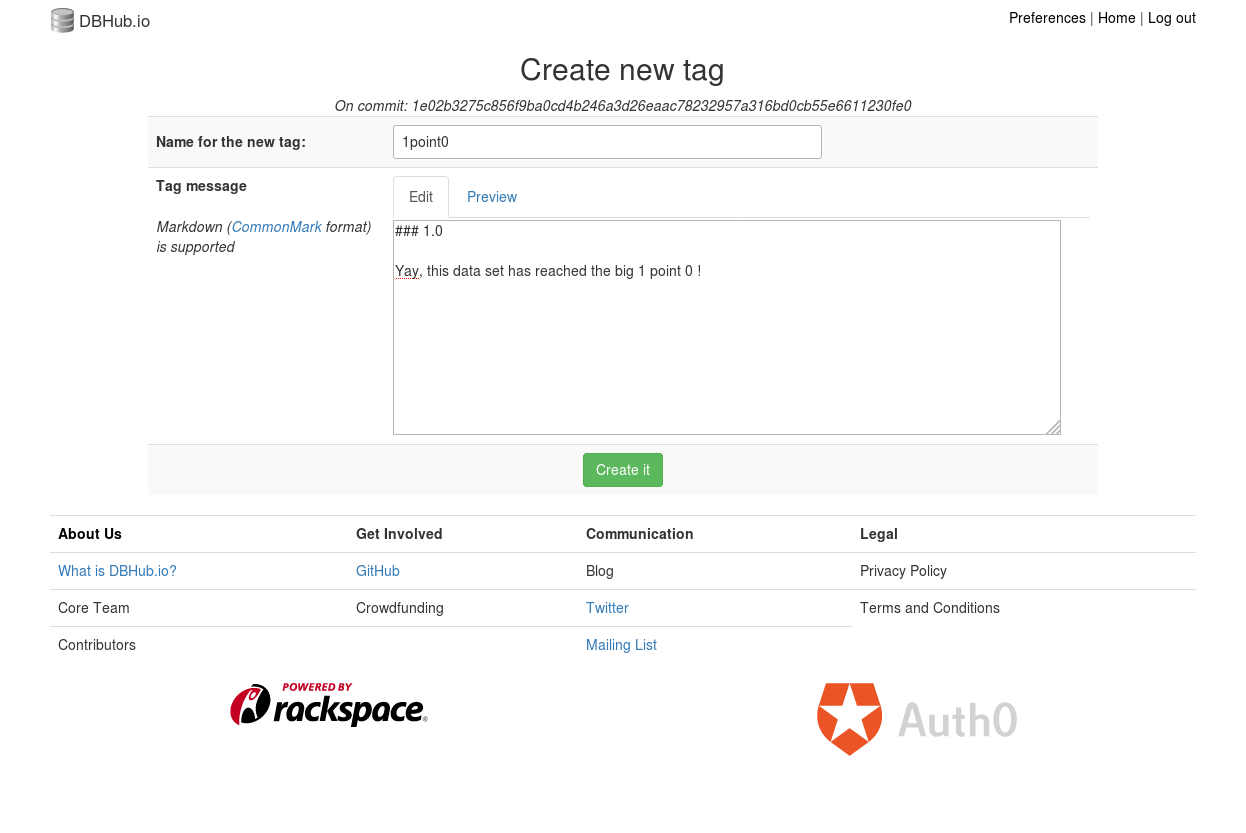 DBHub.io
Preferences | Home | Log out
Create new tag
On commit: 1e02b3275c856f9ba0cd4b246a3d26eaac78232957a316bd0cb55e6611230fe0
Name for the new tag:
1point0
Tag message
Edit
Preview
Markdown (CommonMark format)
is supported
### 1.0
Yay, this data set has reached the big 1 point 0 !
Create it
About Us
Get Involved
Communication
Legal
What is DBHub.io?
GitHub
Blog
Privacy Policy
Core Team
Crowdfunding
Twitter
Terms and Conditions
Contributors
Mailing List
POWERED BY
rackspace®
Auth0